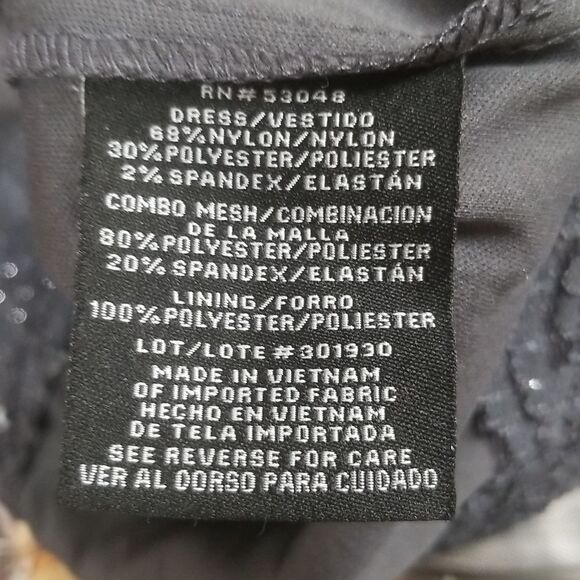 RN# 53048
DRESS/VESTIDO
68%NYLON/NYLON
30%POLYESTER/POLIESTER
2% SPANDEX/ELASTÁN
COMBO MESH/COMBINACION
DE LA MALLA
80%POLYESTER/POLIESTER
20% SPANDEX/ELASTÁN
LINING/FORRO
100%POLYESTER/POLIESTER
LOT/LOTE #301930
MADE IN VIETNAM
OF IMPORTED FABRIC
HECHO EN VIETNAM
DE TELA IMPORTADA
SEE REVERSE FOR CARE
VER AL DORSO PARA CUIDADO